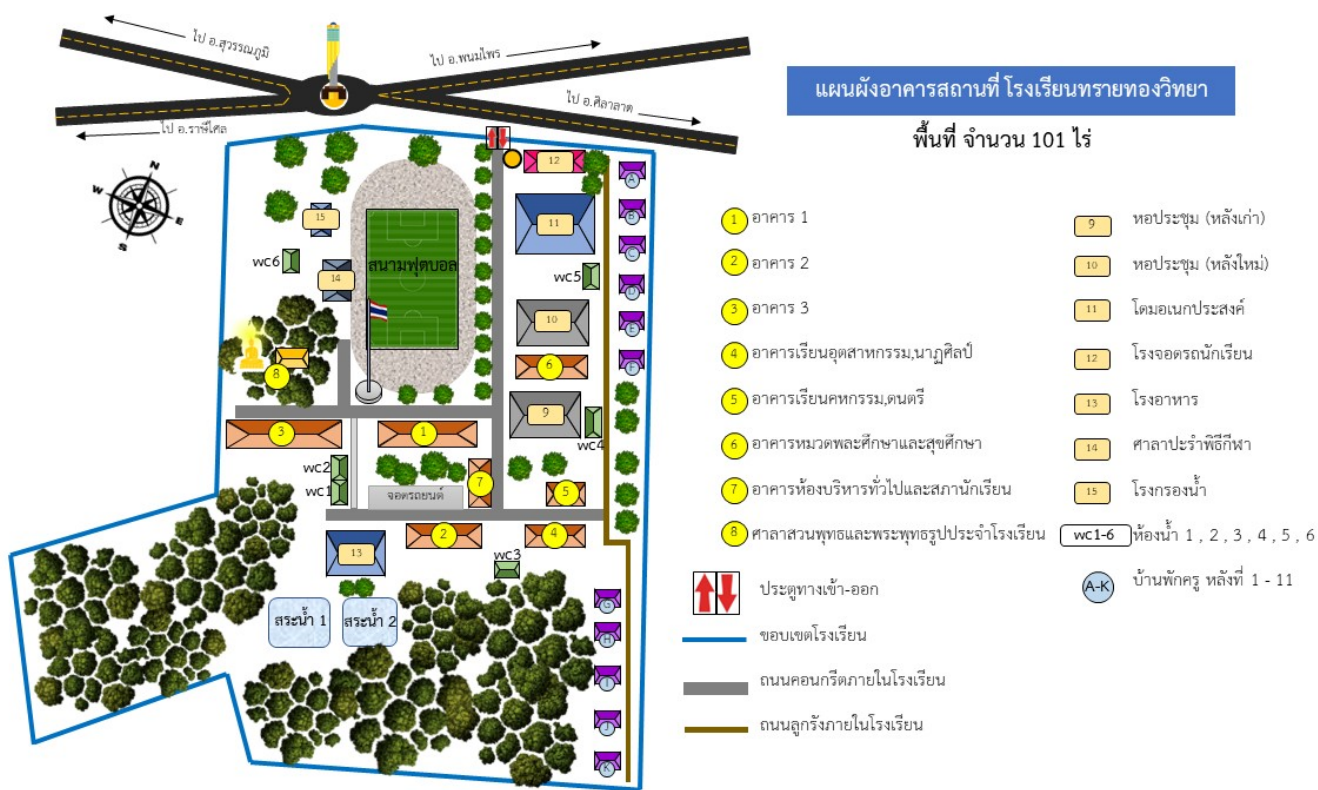 ไป อ.สุวรรณภูมิ
ไป อ.พนมไพร
ไป อ.ราษีไศล
ไป อ.ศิลาลาด
แผนผังอาคารสถานที่ โรงเรียนทรายทองวิทยา
พื้นที่ จำนวน 101 ไร่
N
W
E
S
12
A
15
11
B
สนามฟุตบอล
C
wc6
14
wc5
D
10
E
8
6
F
9
3
1
wc4
wc2
wc1
จอดรถยนต์
7
5
2
4
13
wc3
สระน้ำ 1
สระน้ำ 2
G
H
I
J
K
1 อาคาร 1
2 อาคาร 2
3 อาคาร 3
4 อาคารเรียนอุตสาหกรรม,นาฏศิลป์
5 อาคารเรียนคหกรรม,ดนตรี
6 อาคารหมวดพละศึกษาและสุขศึกษา
7 อาคารห้องบริหารทั่วไปและสภานักเรียน
8 ศาลาสวนพุทธและพระพุทธรูปประจำโรงเรียน
ประตูทางเข้า-ออก
ขอบเขตโรงเรียน
ถนนคอนกรีตภายในโรงเรียน
ถนนลูกรังภายในโรงเรียน
9 หอประชุม (หลังเก่า)
10 หอประชุม (หลังใหม่)
11 โดมอเนกประสงค์
12 โรงจอดรถนักเรียน
13 โรงอาหาร
14 ศาลาปะรำพิธีกีฬา
15 โรงกรองน้ำ
wc1-6 ห้องน้ำ 1 , 2 , 3 , 4 , 5 , 6
A-K บ้านพักครู หลังที่ 1 - 11